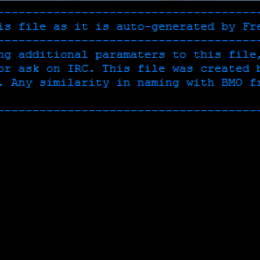 ------------------------------------
is file as it is auto-generated by Fre
------------------------------------
ng additional paramaters to this file,
or ask on IRC. This file was created b
. Any similarity in naming with BMO fx
------------------------------------